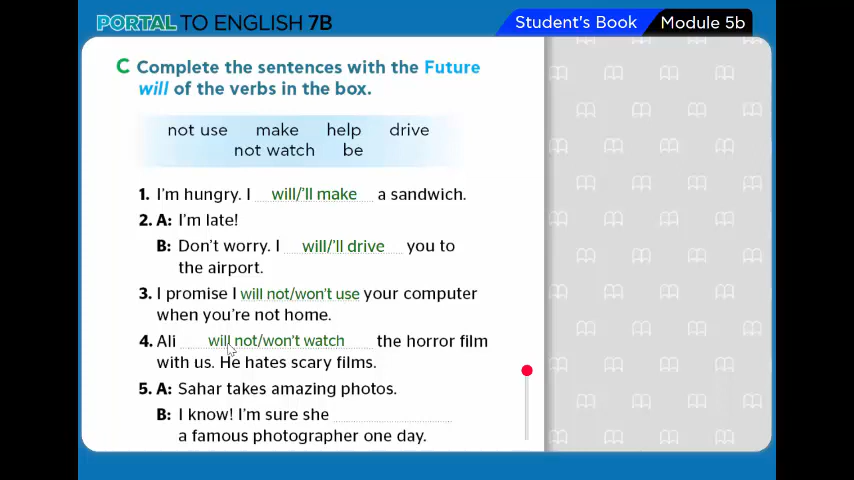 PORTAL TO ENGLISH 7B
Student's Book Module 5b
C Complete the sentences with the Future
will of the verbs in the box.
not use make help drive
not watch be
1. I'm hungry. I will/'ll make a sandwich.
2. A: I'm late!
B: Don't worry. I will/'ll drive you to
the airport.
3. I promise I will not/won't use your computer
when you're not home.
4. Ali will not/won't watch the horror film
with us. He hates scary films.
5. A: Sahar takes amazing photos.
B: I know! I'm sure she
a famous photographer one day.